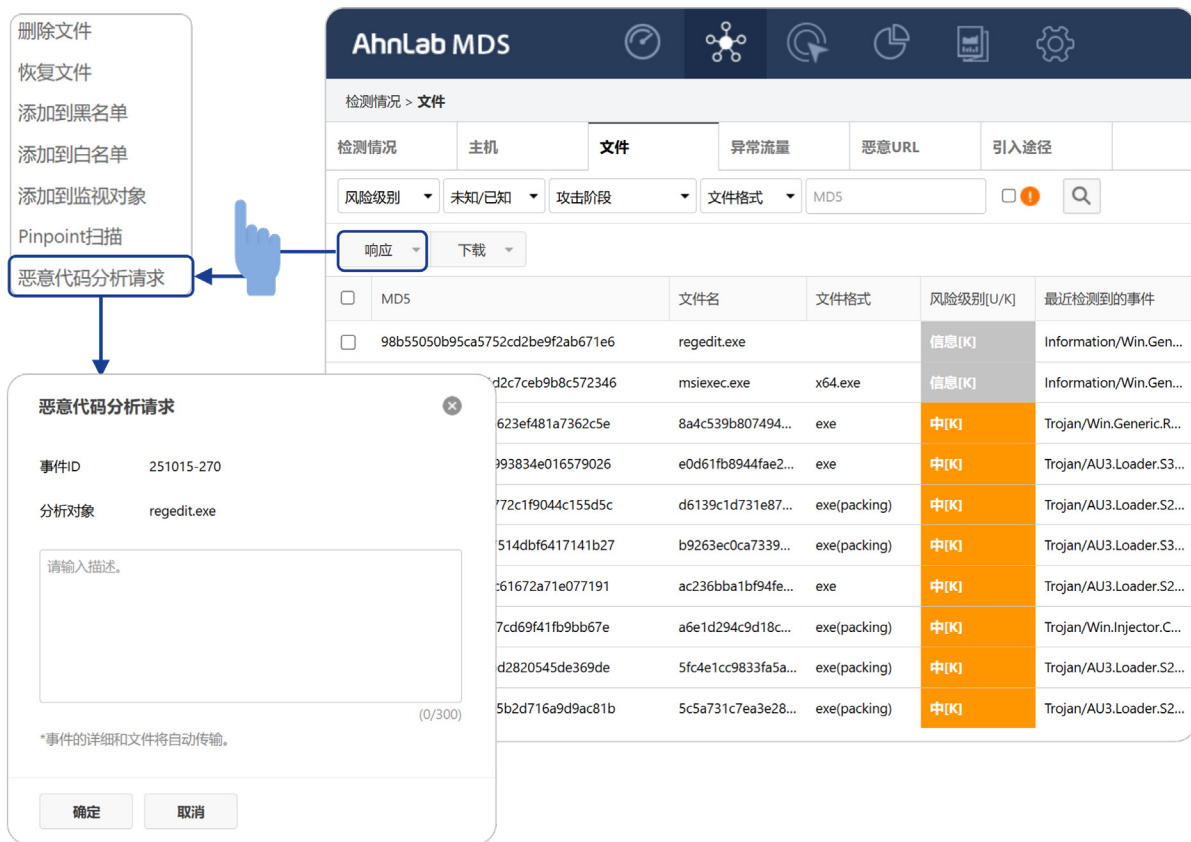 删除文件
恢复文件
添加到黑名单
添加到白名单
添加到监视对象
Pinpoint扫描
恶意代码分析请求
AhnLab MDS
检测情况 > 文件
检测情况 主机 文件 异常流量 恶意URL 引入途径
风险级别 未知/已知 攻击阶段 文件格式 MD5
响应 下载
MD5 文件名 文件格式 风险级别[U/K] 最近检测到的事件
98b55050b95ca5752cd2be9f2ab671e6 regedit.exe 信息[K] Information/Win.Gen...
d2c7ceb9b8c572346 msiexec.exe x64.exe 信息[K] Information/Win.Gen...
623ef481a7362c5e 8a4c539b807494... exe 中[K] Trojan/Win.Generic.R...
993834e016579026 e0d61fb8944fae2... exe 中[K] Trojan/AU3.Loader.S3...
772c1f9044c155d5c d6139c1d731e87... exe(packing) 中[K] Trojan/AU3.Loader.S2...
514dbf6417141b27 b9263ec0ca7339... exe(packing) 中[K] Trojan/AU3.Loader.S3...
c61672a71e077191 ac236bba1bf94fe... exe 中[K] Trojan/AU3.Loader.S2...
7cd69f41fb9bb67e a6e1d294c9d18c... exe(packing) 中[K] Trojan/Win.Injector.C...
d2820545de369de 5fc4e1cc9833fa5a... exe(packing) 中[K] Trojan/AU3.Loader.S2...
5b2d716a9d9ac81b 5c5a731c7ea3e28... exe(packing) 中[K] Trojan/AU3.Loader.S2...
恶意代码分析请求
事件ID 251015-270
分析对象 regedit.exe
请输入描述。
(0/300)
*事件的详细和文件将自动传输。
确定 取消